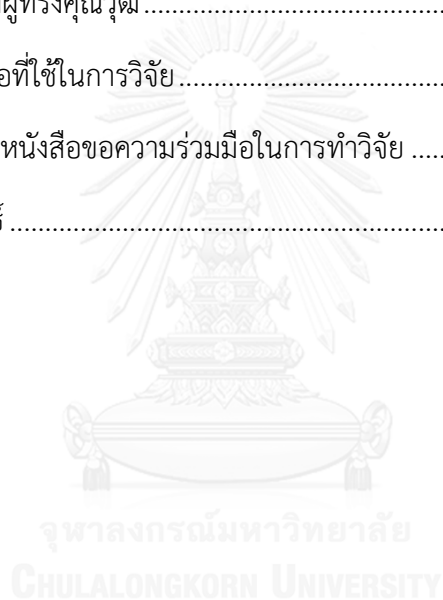 ผู้ทรงคุณวุฒิ..............................................
อที่ใช้ในการวิจัย........................................
หนังสือขอความร่วมมือในการทำวิจัย .....
ธ์ .................................................................
จุฬาลงกรณ์มหาวิทยาลัย
CHULALONGKORN UNIVERSITY